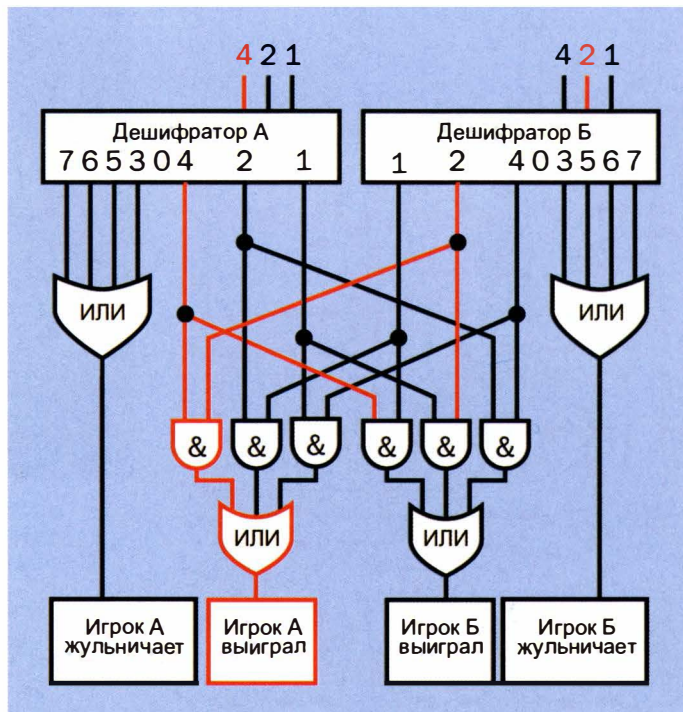 4 2 1
4 2 1
Дешифратор А
7 6 5 3 0 4 2 1
Дешифратор Б
1 2 4 0 3 5 6 7
ИЛИ
ИЛИ
& & & & & &
ИЛИ
ИЛИ
Игрок А
жульничает
Игрок А
выиграл
Игрок Б
выиграл
Игрок Б
жульничает